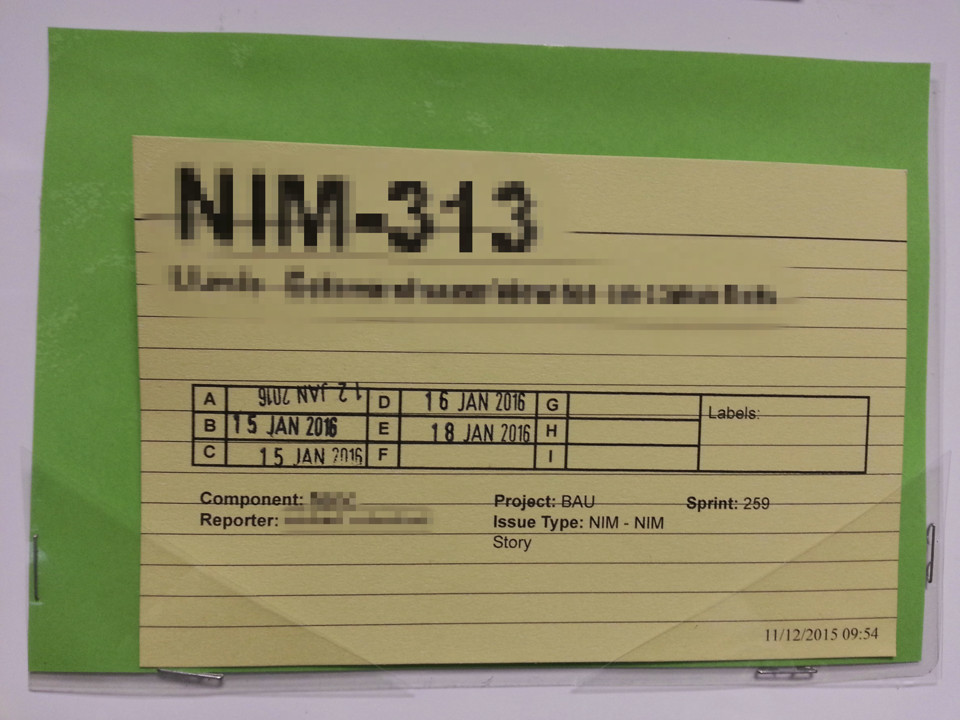 NIM-313
A 12 JAN 2016 D 16 JAN 2016 G Labels:
B 15 JAN 2016 E 18 JAN 2016 H
C 15 JAN 2016 F I
Component: Project: BAU Sprint: 259
Reporter: Issue Type: NIM - NIM
Story
11/12/2015 09:54